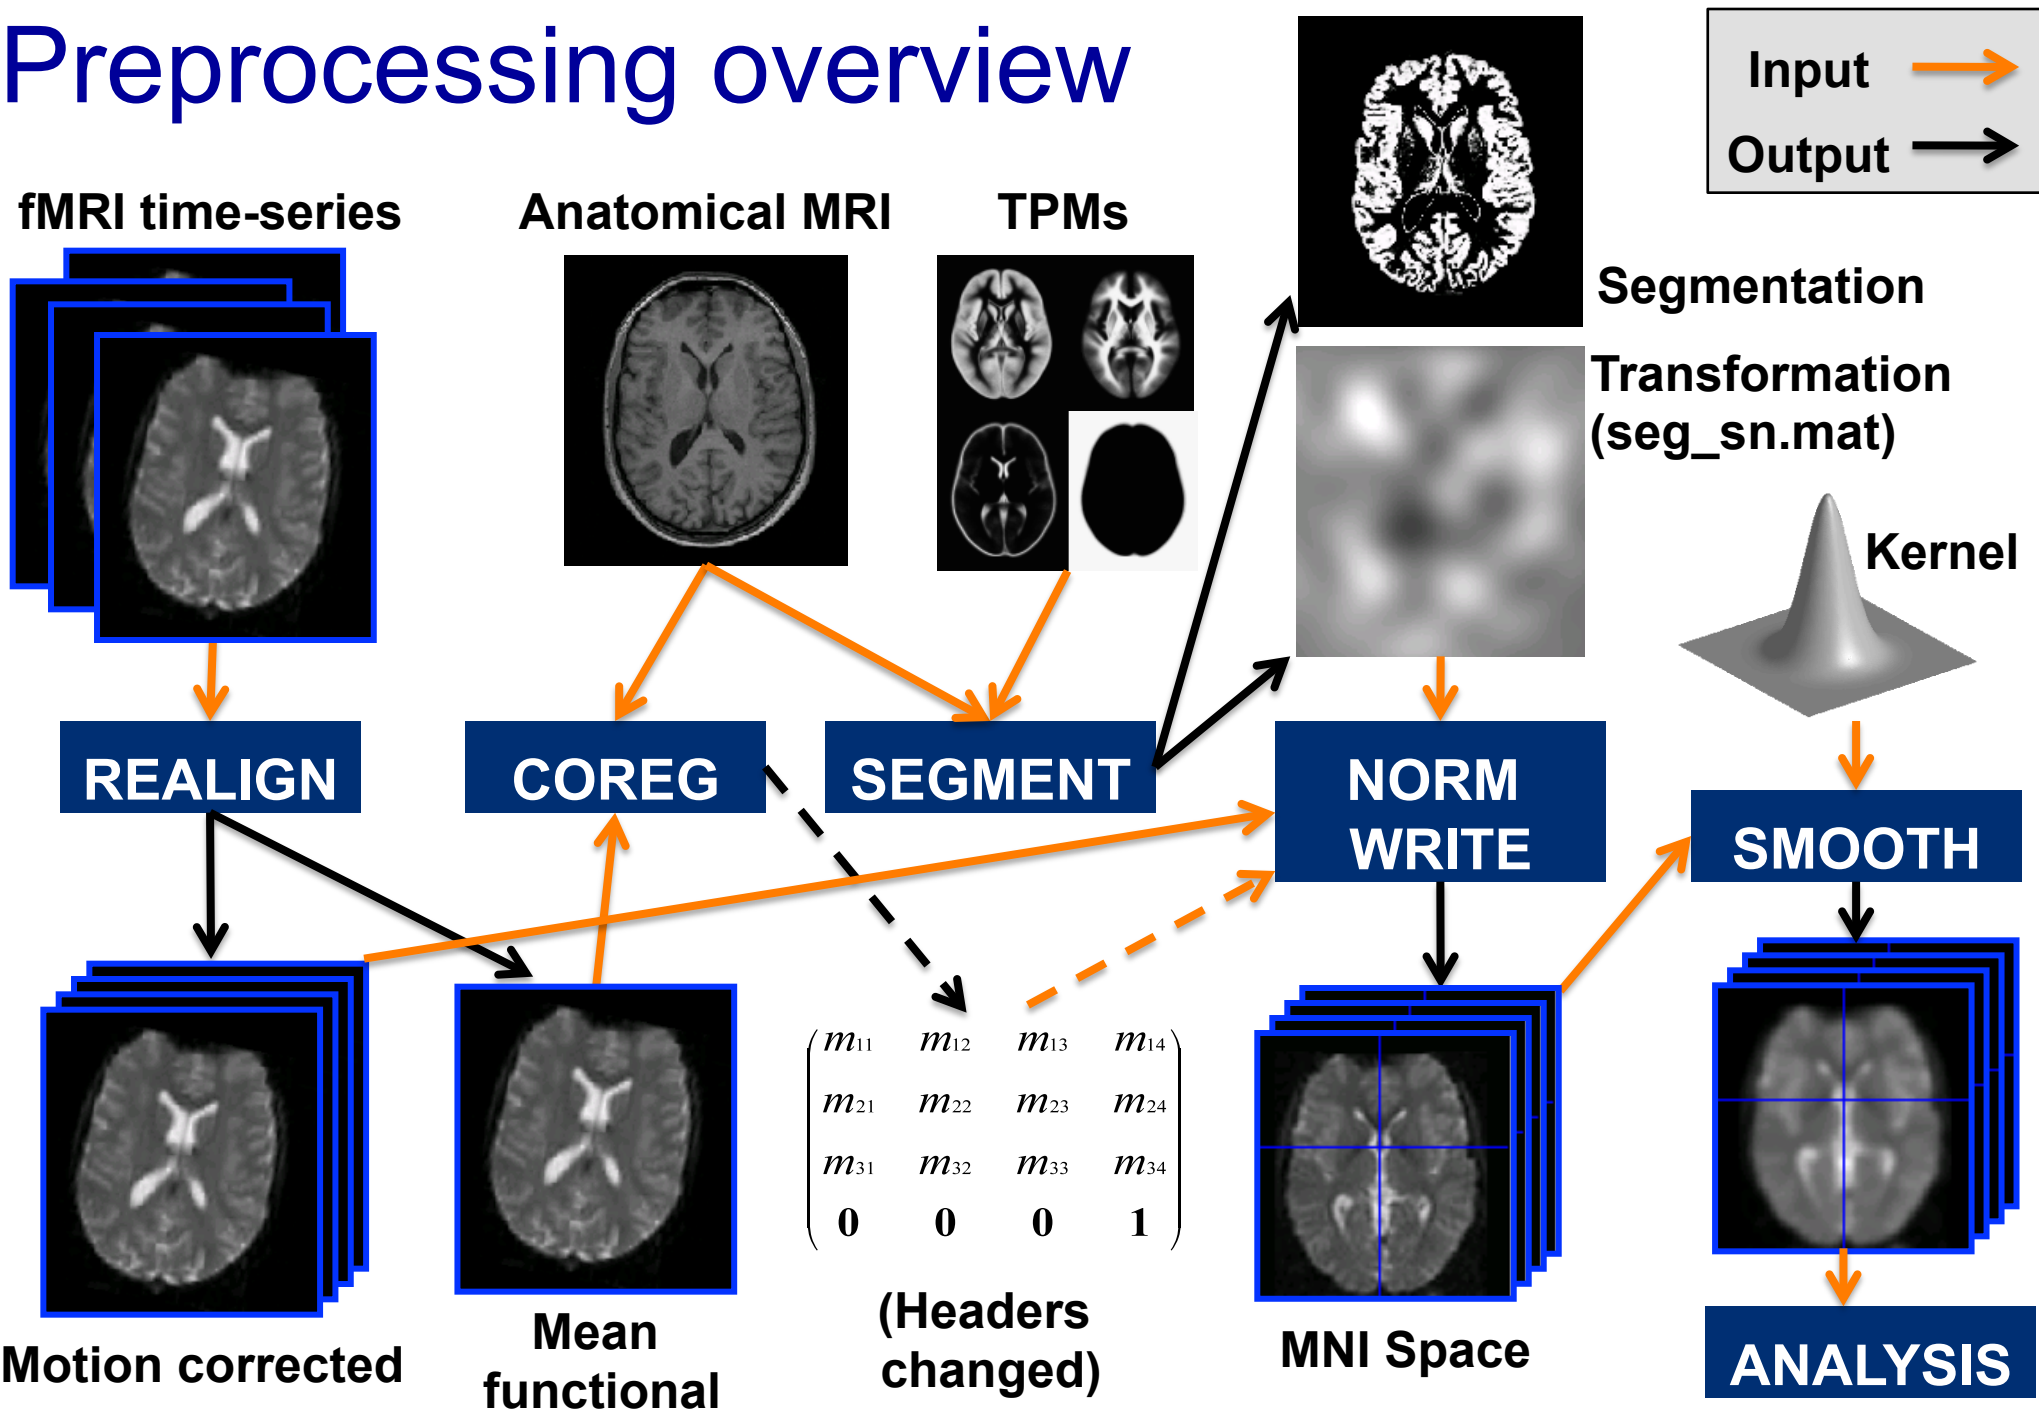 Preprocessing overview
Input
Output
fMRI time-series
Anatomical MRI
TPMs
Segmentation
Transformation
(seg_sn.mat)
Kernel
REALIGN
COREG
SEGMENT
NORM
WRITE
SMOOTH
m11 m12 m13 m14
m21 m22 m23 m24
m31 m32 m33 m34
0 0 0 1
Motion corrected
Mean
functional
(Headers
changed)
MNI Space
ANALYSIS